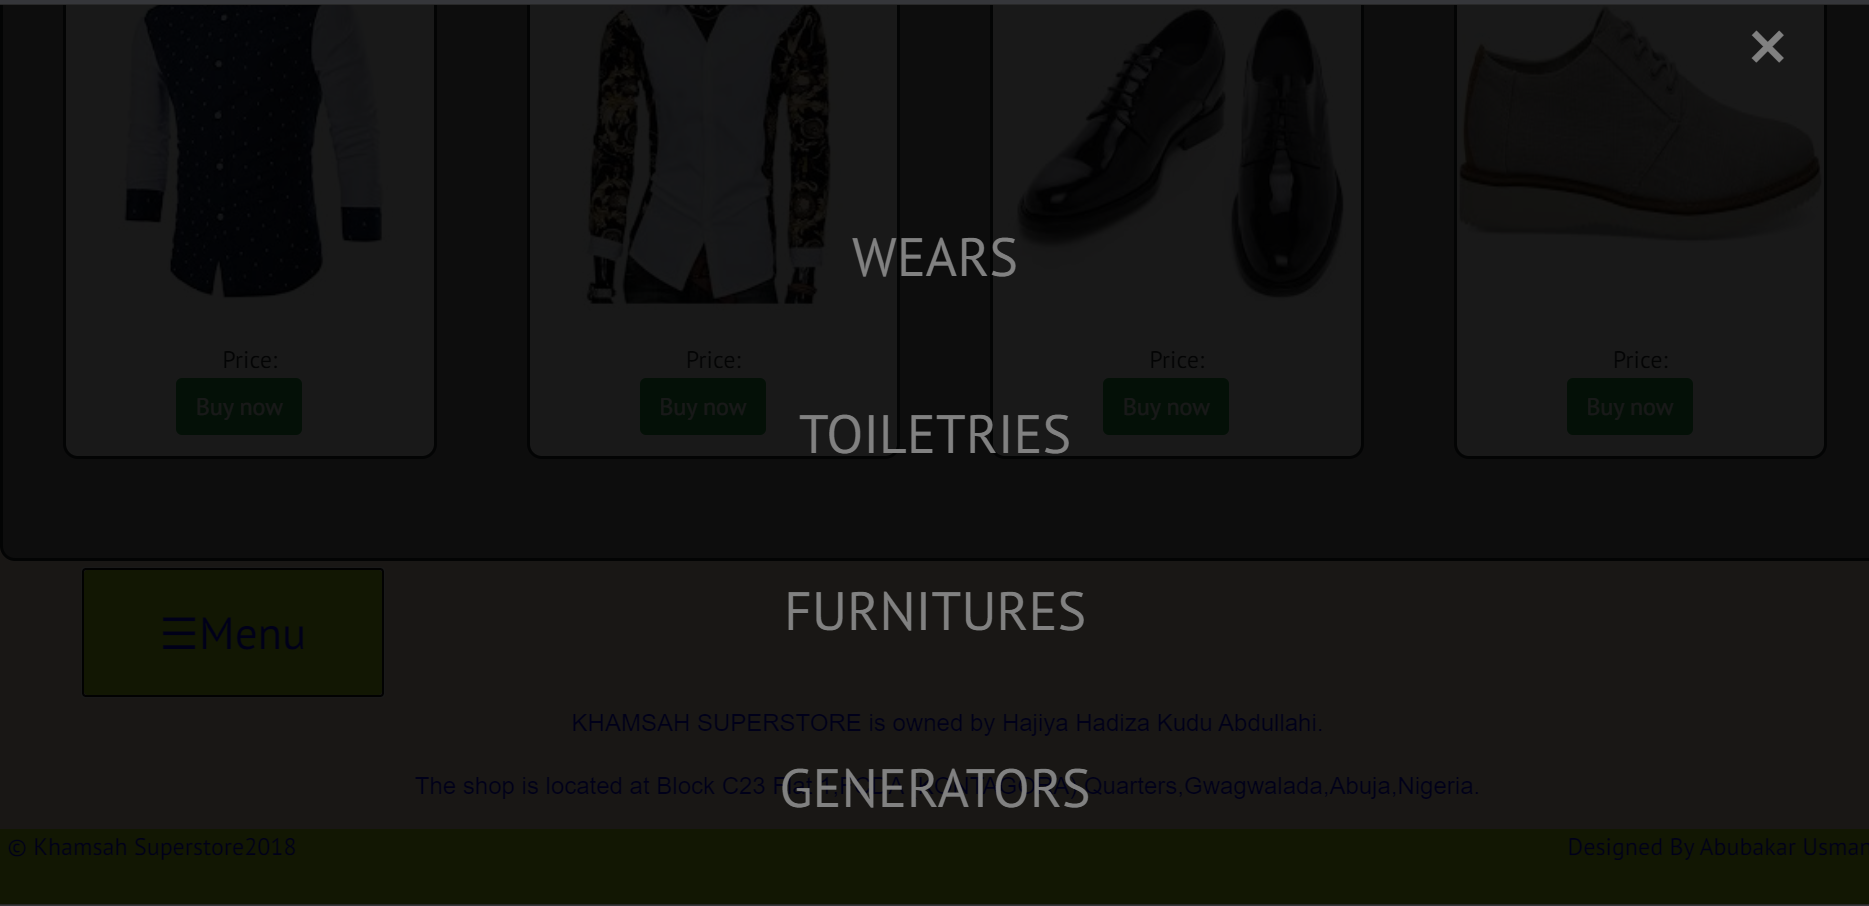 ×
WEARS
Price: Price: Price: Price:
Buy now Buy now Buy now Buy now
TOILETRIES
FURNITURES
☰Menu
KHAMSAH SUPERSTORE is owned by Hajiya Hadiza Kudu Abdullahi.
GENERATORS
The shop is located at Block C23 Quarters,Gwagwalada,Abuja,Nigeria.
© Khamsah Superstore2018
Designed By Abubakar Usman